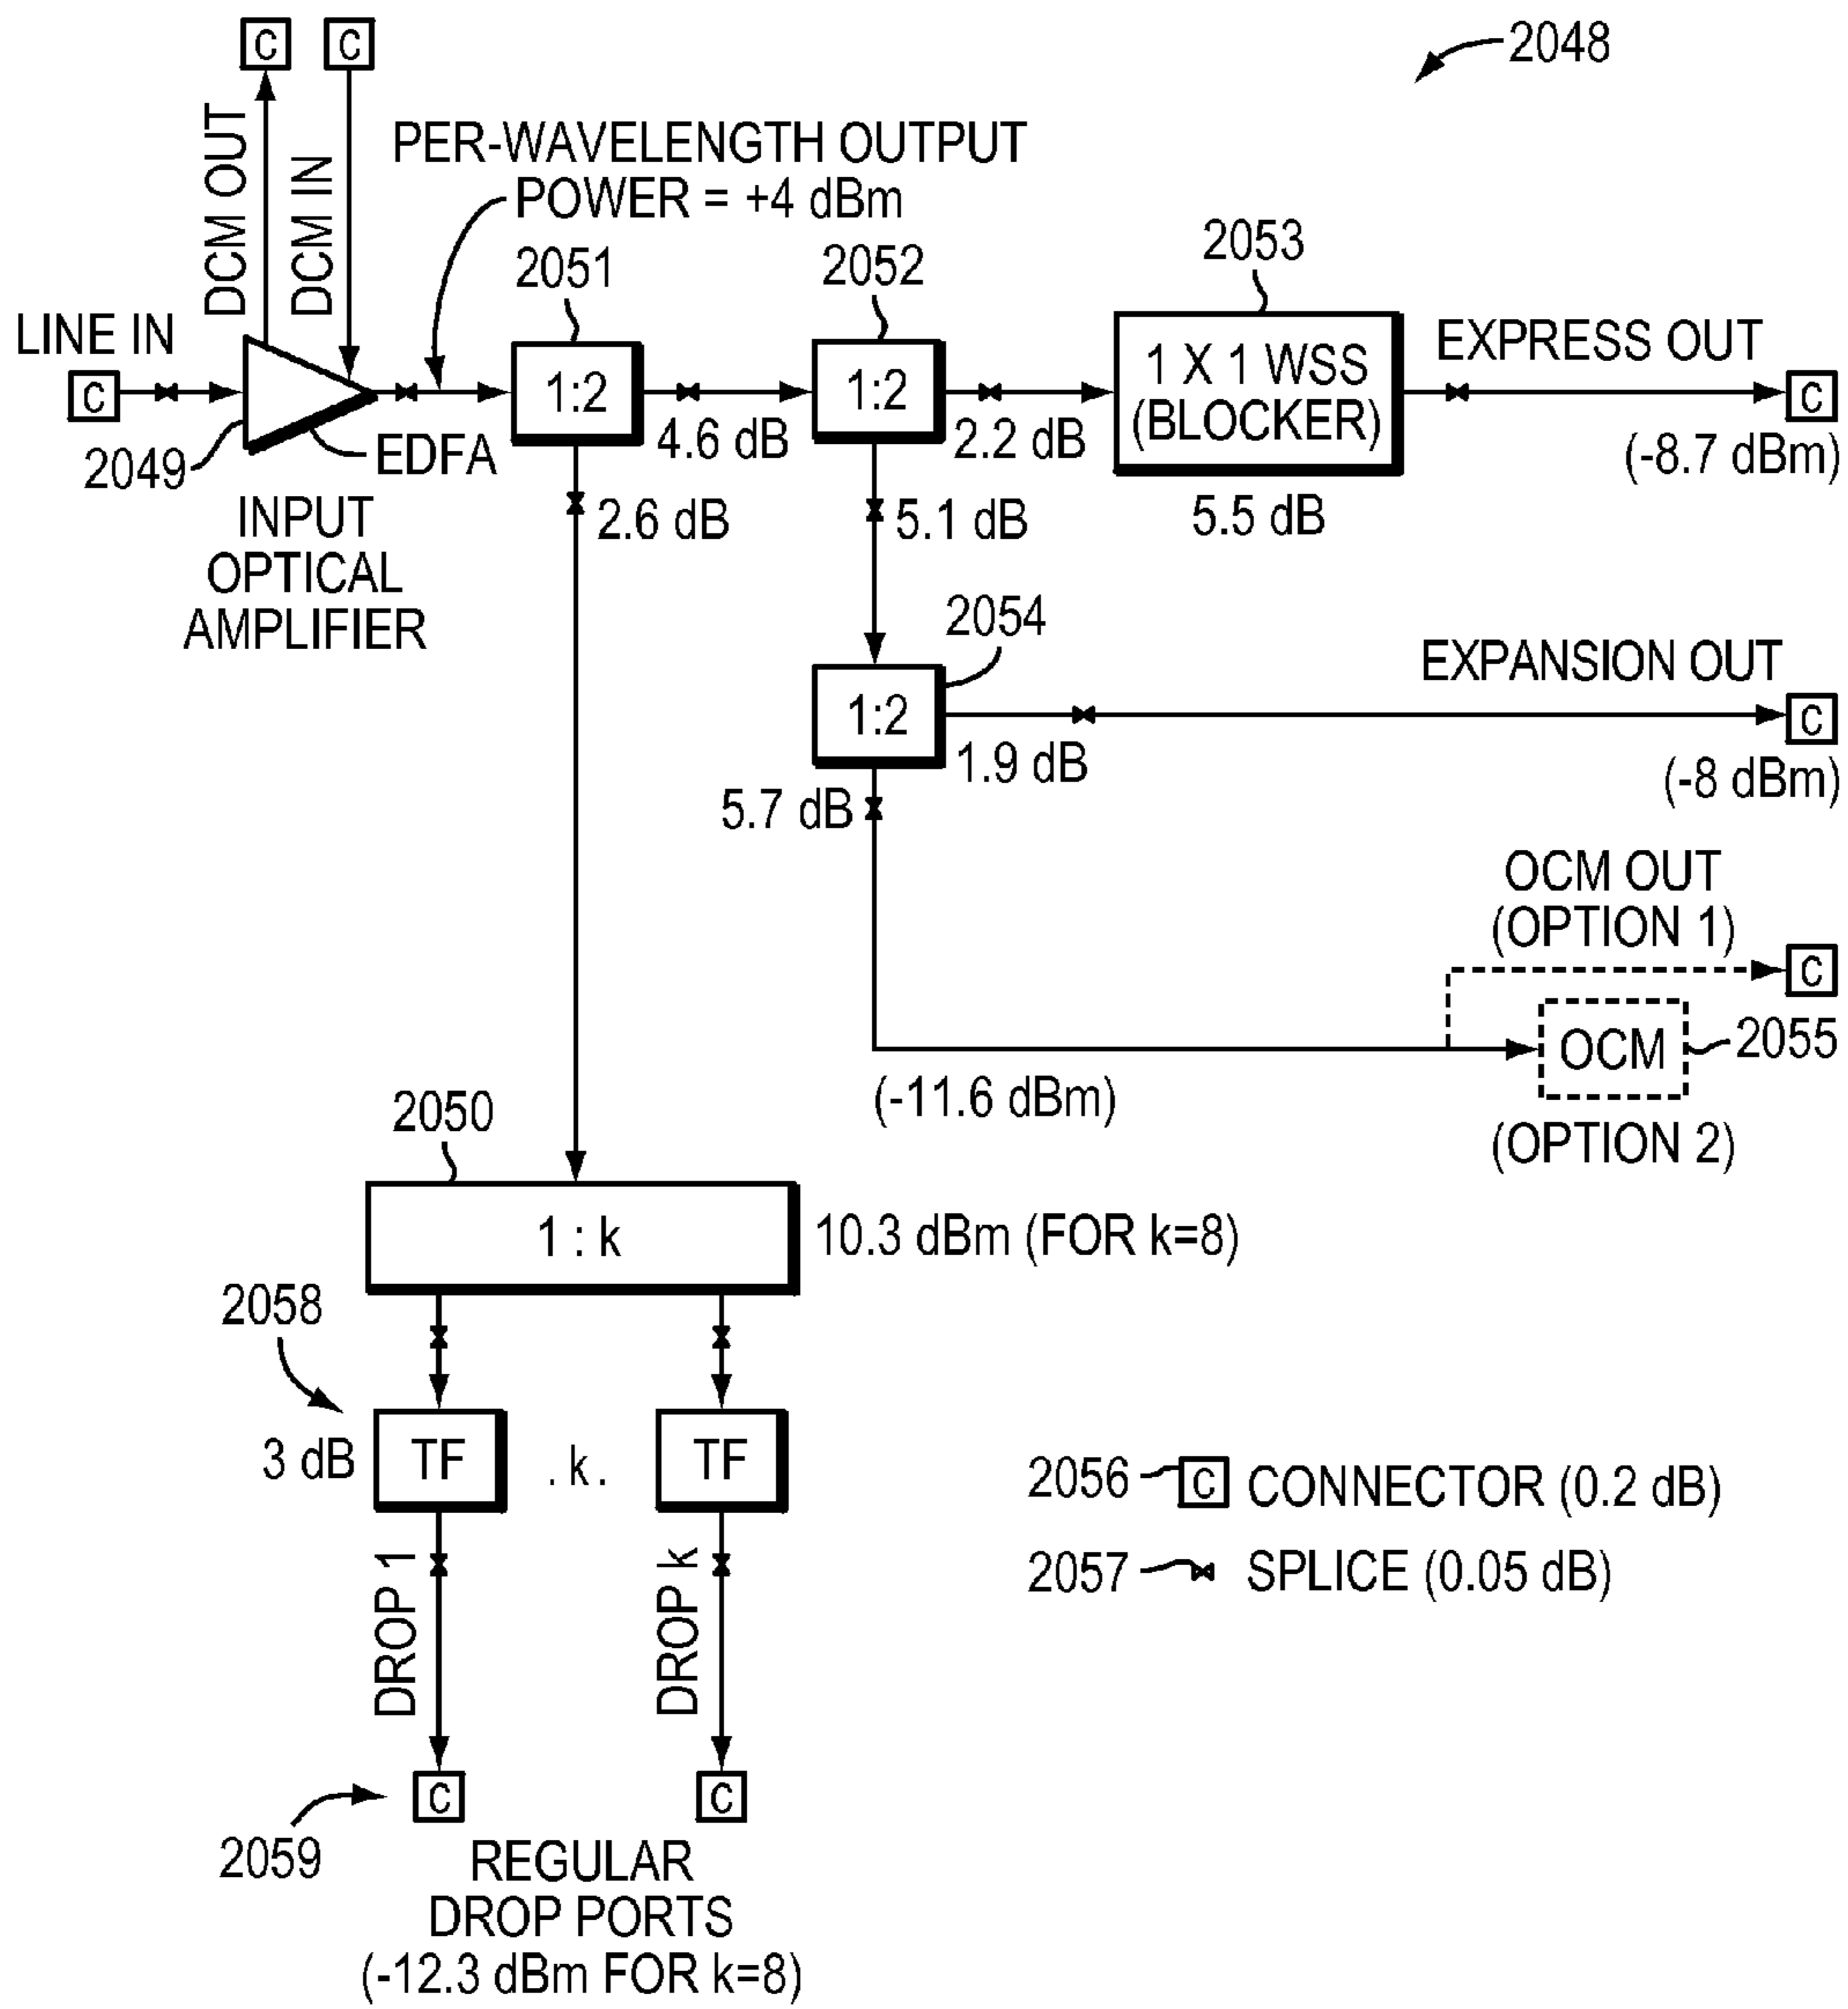 C
C
2048
DCM OUT
DCM IN
PER-WAVELENGTH OUTPUT
POWER = +4 dBm
2051
2052
2053
LINE IN
C
1:2
1:2
1 X 1 WSS
(BLOCKER)
EXPRESS OUT
C
2049
EDFA
4.6 dB
2.2 dB
(-8.7 dBm)
INPUT
OPTICAL
AMPLIFIER
2.6 dB
5.1 dB
5.5 dB
2054
1:2
EXPANSION OUT
C
1.9 dB
(-8 dBm)
5.7 dB
OCM OUT
(OPTION 1)
C
OCM
2055
(-11.6 dBm)
(OPTION 2)
2050
1 : k
10.3 dBm (FOR k=8)
2058
3 dB
TF
. k .
TF
2056
C
CONNECTOR (0.2 dB)
2057
SPLICE (0.05 dB)
DROP 1
DROP k
C
C
2059
REGULAR
DROP PORTS
(-12.3 dBm FOR k=8)